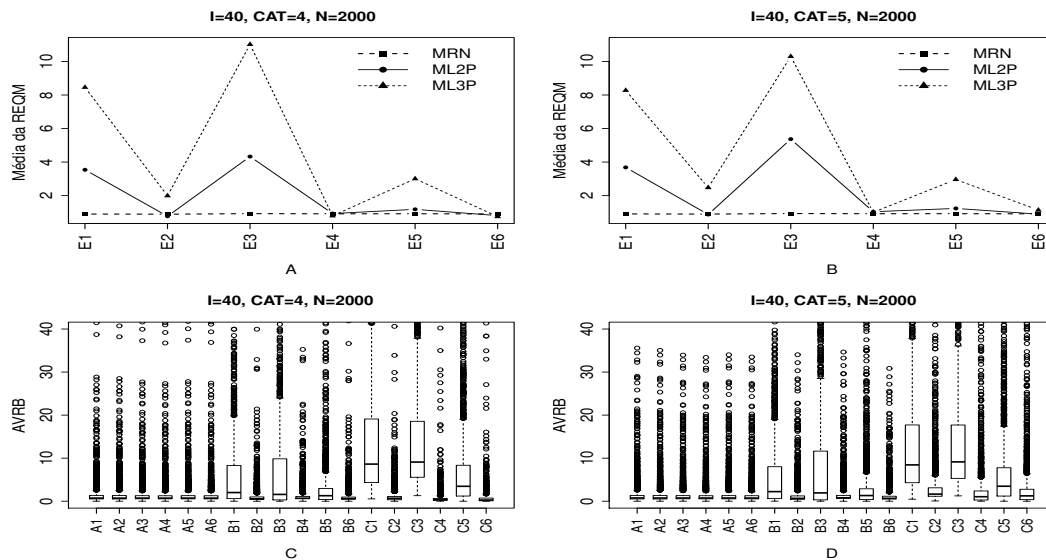 I=40, CAT=4, N=2000
Média da REQM
10
8
6
4
2
MRN
ML2P
ML3P
E1 E2 E3 E4 E5 E6
A
I=40, CAT=5, N=2000
Média da REQM
10
8
6
4
2
MRN
ML2P
ML3P
E1 E2 E3 E4 E5 E6
B
I=40, CAT=4, N=2000
AVRB
40
30
20
10
0
A1 A2 A3 A4 A5 A6 B1 B2 B3 B4 B5 B6 C1 C2 C3 C4 C5 C6
C
I=40, CAT=5, N=2000
AVRB
40
30
20
10
0
A1 A2 A3 A4 A5 A6 B1 B2 B3 B4 B5 B6 C1 C2 C3 C4 C5 C6
D